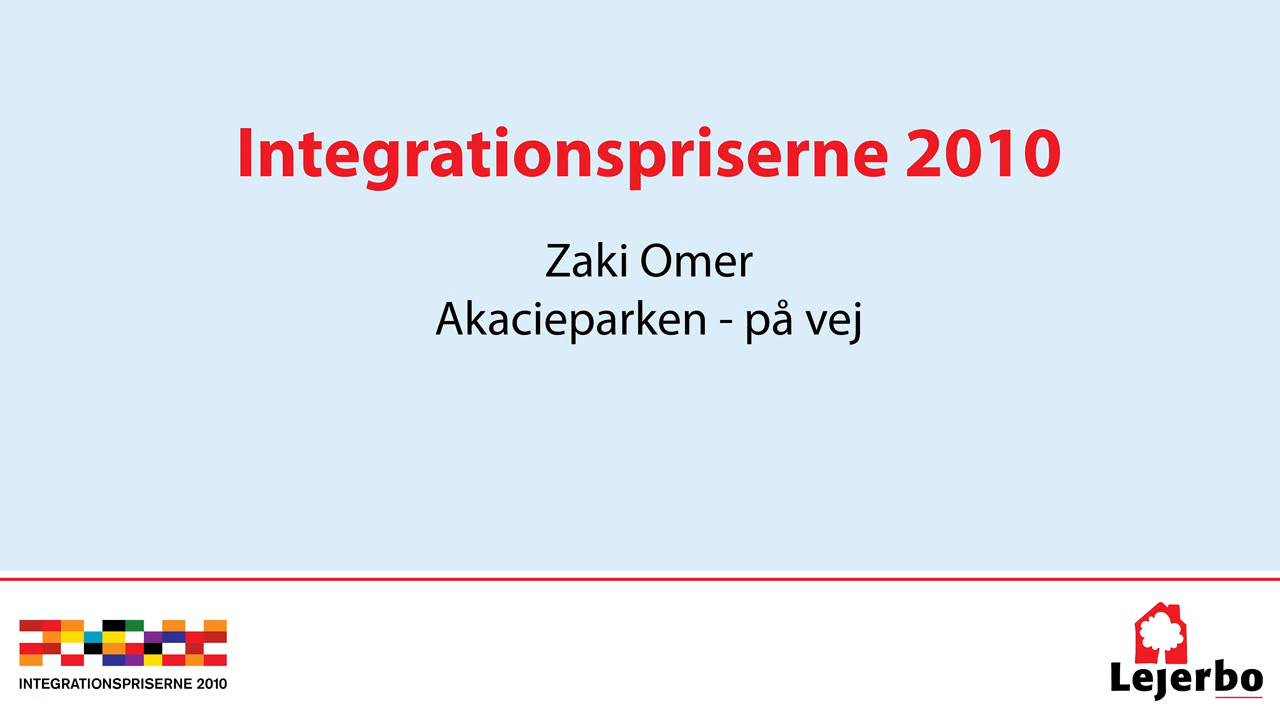 Integrationspriserne 2010
Zaki Omer
Akacieparken - på vej
INTEGRATIONSPRISERNE 2010
Lejerbo